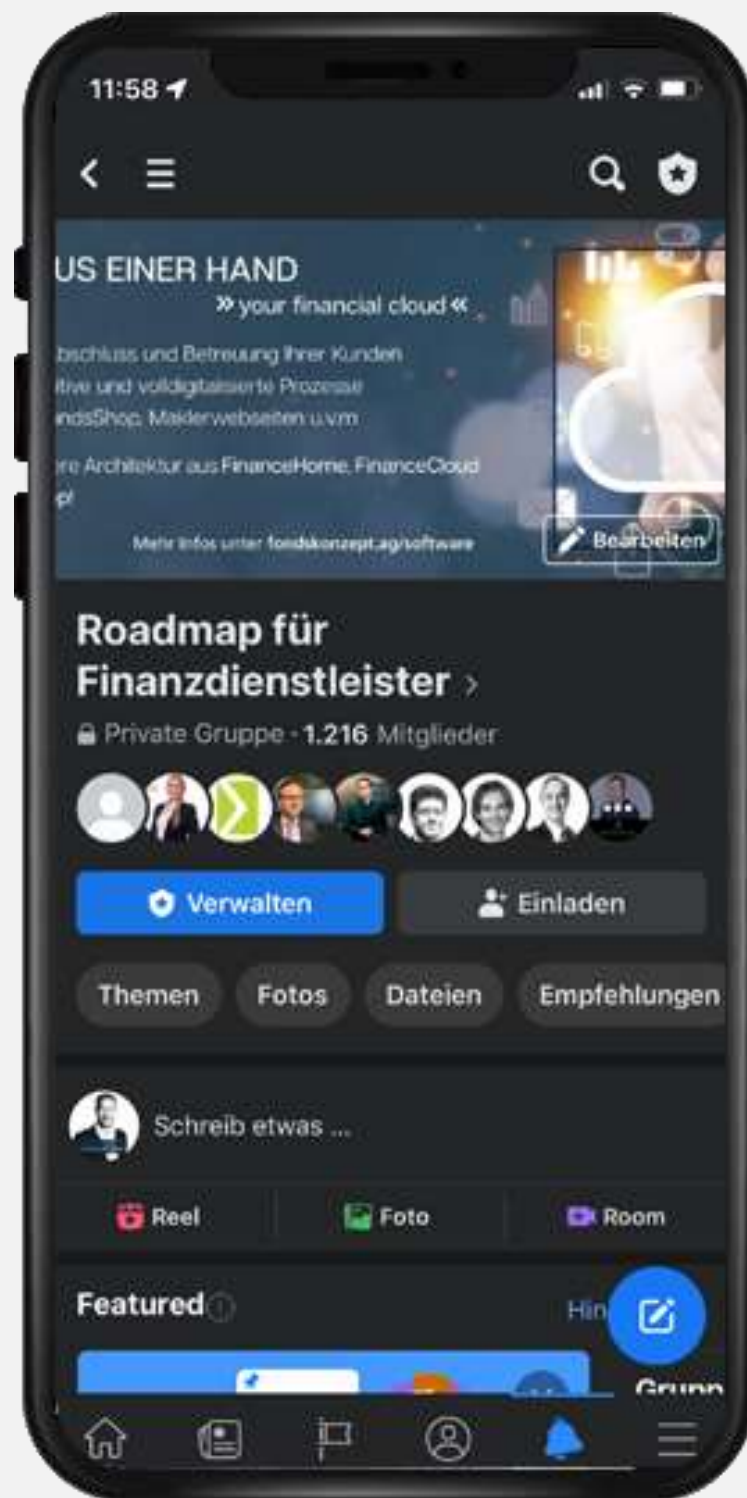 11:58
US EINER HAND
» your financial cloud «
bschluss und Betreuung Ihrer Kunden
itive und volldigitalisierte Prozesse
ndsShop, Maklerwebseiten u.v.m
re Architektur aus FinanceHome, FinanceCloud
p!
Mehr Infos unter fondskonzept.ag/software
Bearbeiten
Roadmap für
Finanzdienstleister >
Private Gruppe · 1.216 Mitglieder
Verwalten
Einladen
Themen
Fotos
Dateien
Empfehlungen
Schreib etwas ...
Reel
Foto
Room
Featured
Hin
Grupp